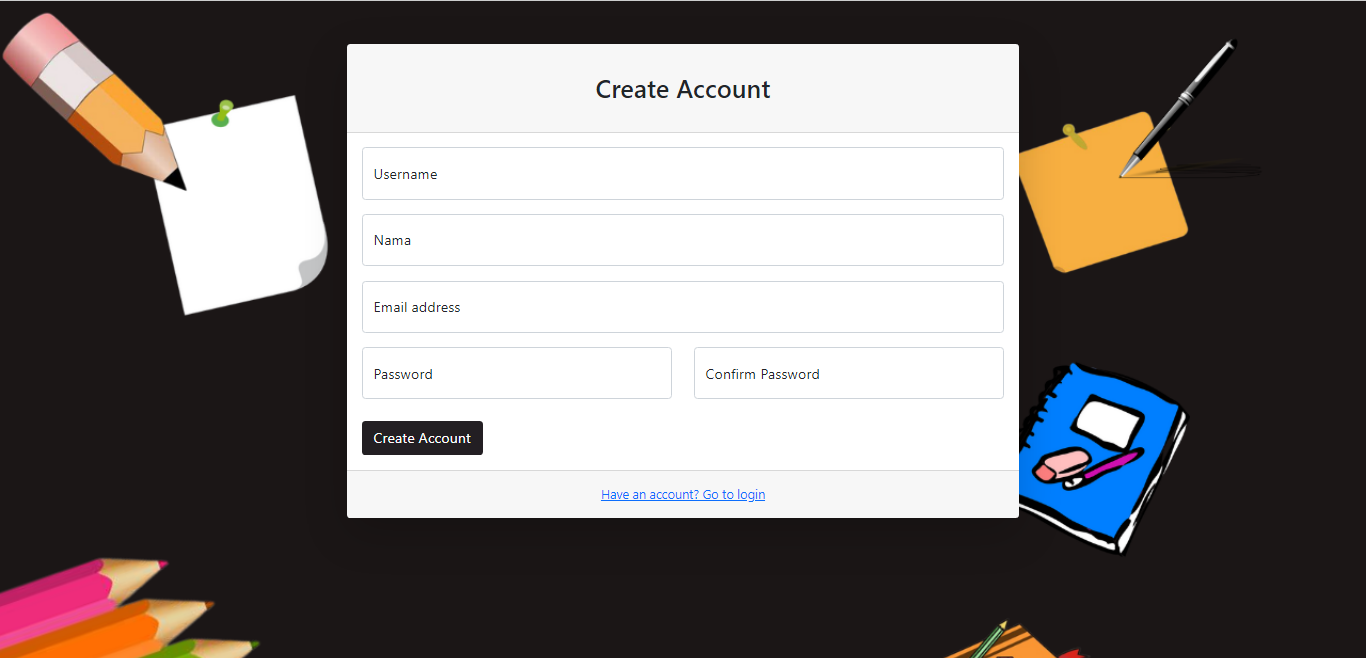 Create Account
Username
Nama
Email address
Password
Confirm Password
Create Account
Have an account? Go to login